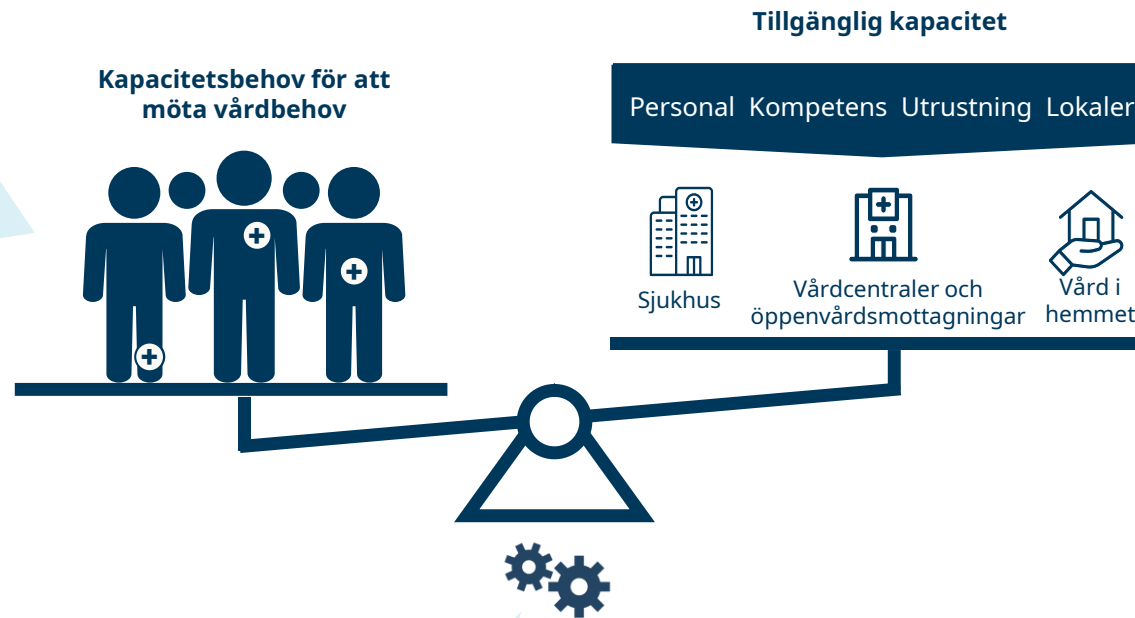 Tillgänglig kapacitet
Kapacitetsbehov för att
möta vårdbehov
Personal Kompetens Utrustning Lokaler
Sjukhus
Vårdcentraler och
öppenvårdsmottagningar
Vård i
hemmet